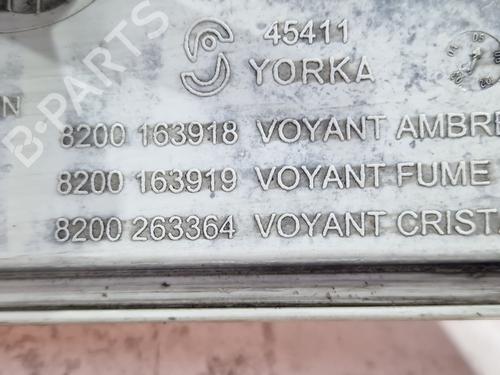 45411
YORKA
N
8200 163918 VOYANT AMBRE
8200 163919 VOYANT FUME
8200 263364 VOYANT CRISTA
B-PARTS